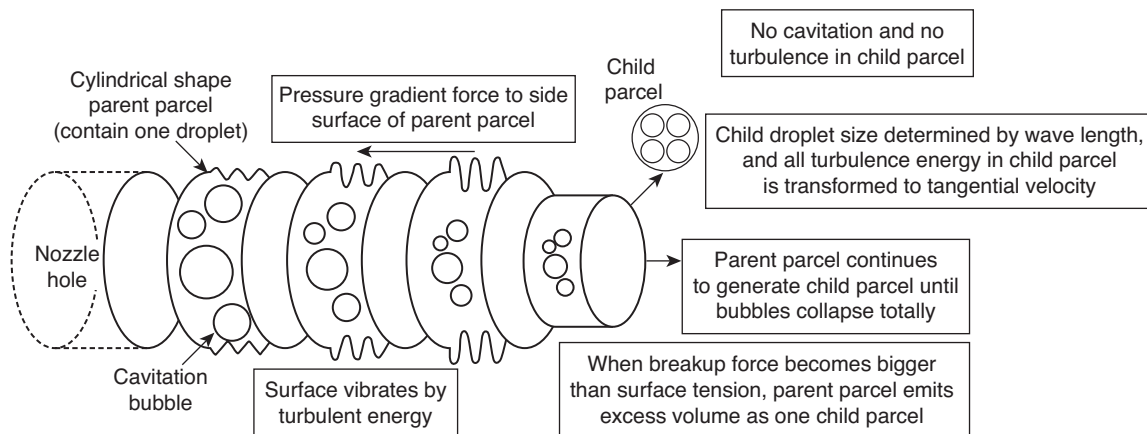 No cavitation and no
turbulence in child parcel
Cylindrical shape
parent parcel
(contain one droplet)
Pressure gradient force to side
surface of parent parcel
Child
parcel
Child droplet size determined by wave length,
and all turbulence energy in child parcel
is transformed to tangential velocity
Nozzle
hole
Parent parcel continues
to generate child parcel until
bubbles collapse totally
Cavitation
bubble
Surface vibrates by
turbulent energy
When breakup force becomes bigger
than surface tension, parent parcel emits
excess volume as one child parcel